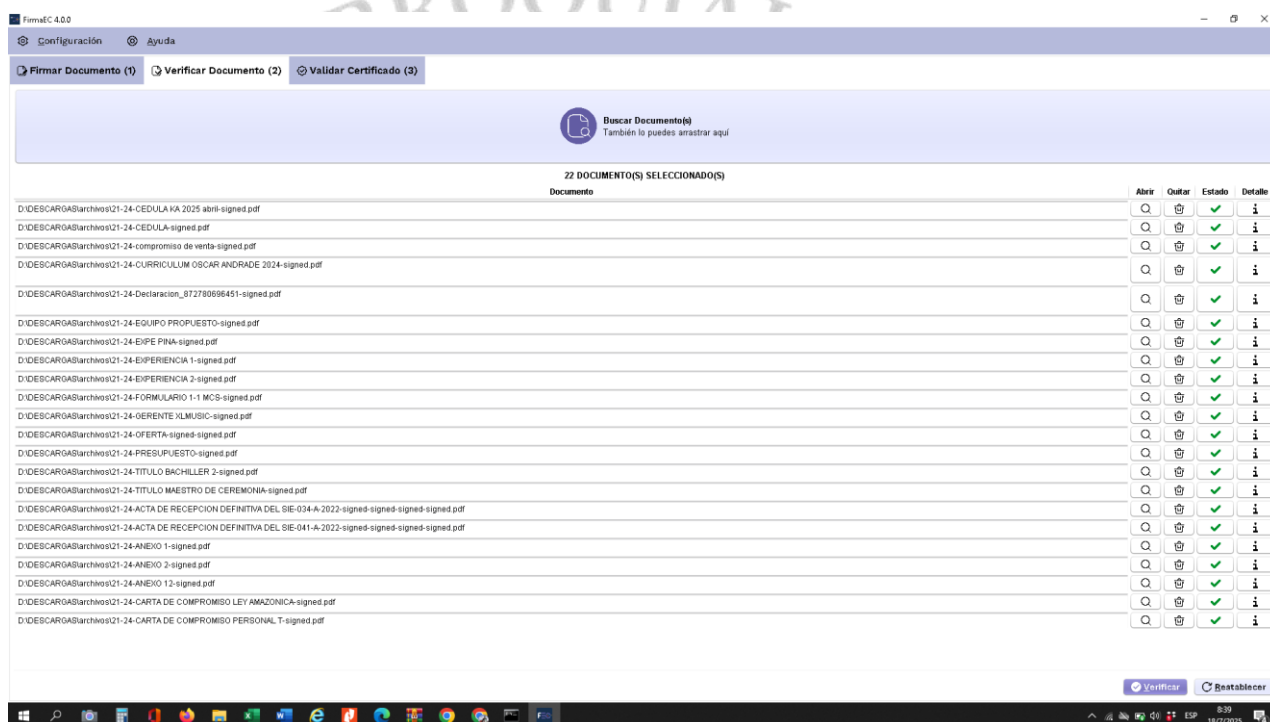 FirmaEC 4.0.0
Configuración Ayuda
Firmar Documento (1) Verificar Documento (2) Validar Certificado (3)
Buscar Documento(s)
También lo puedes arrastrar aquí
22 DOCUMENTO(S) SELECCIONADO(S)
Documento Abrir Quitar Estado Detalle
D:\DESCARGAS\archivos\21-24-CEDULA KA 2025 abril-signed.pdf
D:\DESCARGAS\archivos\21-24-CEDULA-signed.pdf
D:\DESCARGAS\archivos\21-24-compromiso de venta-signed.pdf
D:\DESCARGAS\archivos\21-24-CURRICULUM OSCAR ANDRADE 2024-signed.pdf
D:\DESCARGAS\archivos\21-24-Declaracion_872780696451-signed.pdf
D:\DESCARGAS\archivos\21-24-EQUIPO PROPUESTO-signed.pdf
D:\DESCARGAS\archivos\21-24-EXPE PINA-signed.pdf
D:\DESCARGAS\archivos\21-24-EXPERIENCIA 1-signed.pdf
D:\DESCARGAS\archivos\21-24-EXPERIENCIA 2-signed.pdf
D:\DESCARGAS\archivos\21-24-FORMULARIO 1-1 MCS-signed.pdf
D:\DESCARGAS\archivos\21-24-GERENTE XLMUSIC-signed.pdf
D:\DESCARGAS\archivos\21-24-OFERTA-signed-signed.pdf
D:\DESCARGAS\archivos\21-24-PRESUPUESTO-signed.pdf
D:\DESCARGAS\archivos\21-24-TITULO BACHILLER 2-signed.pdf
D:\DESCARGAS\archivos\21-24-TITULO MAESTRO DE CEREMONIA-signed.pdf
D:\DESCARGAS\archivos\21-24-ACTA DE RECEPCION DEFINITIVA DEL SIE-034-A-2022-signed-signed-signed-signed.pdf
D:\DESCARGAS\archivos\21-24-ACTA DE RECEPCION DEFINITIVA DEL SIE-041-A-2022-signed-signed-signed-signed.pdf
D:\DESCARGAS\archivos\21-24-ANEXO 1-signed.pdf
D:\DESCARGAS\archivos\21-24-ANEXO 2-signed.pdf
D:\DESCARGAS\archivos\21-24-ANEXO 12-signed.pdf
D:\DESCARGAS\archivos\21-24-CARTA DE COMPROMISO LEY AMAZONICA-signed.pdf
D:\DESCARGAS\archivos\21-24-CARTA DE COMPROMISO PERSONAL T-signed.pdf
Verificar Reatablecer
ESP 8:39
18/7/2025